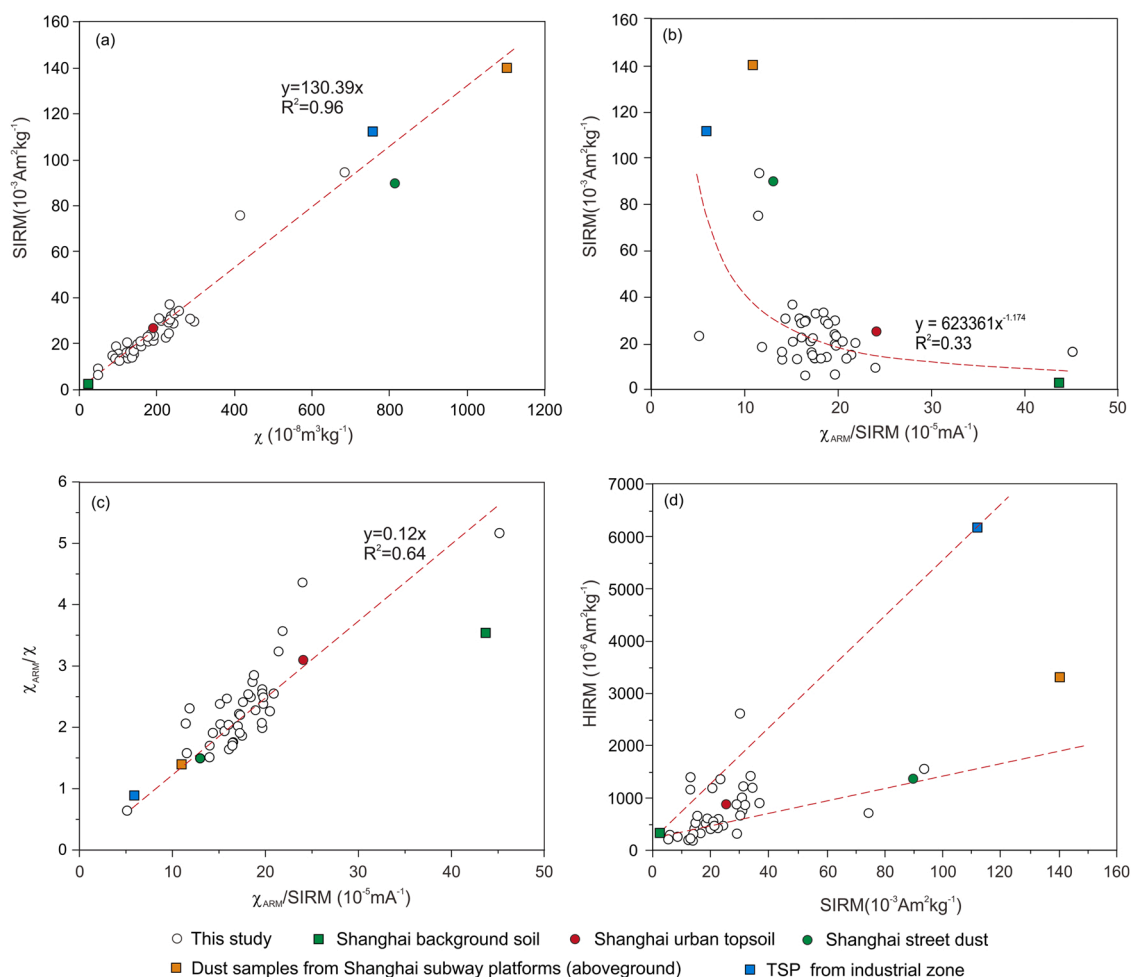 (a)
160
140
120
100
80
60
40
20
0
SIRM(10⁻³Am²kg⁻¹)
y=130.39x
R²=0.96
0 200 400 600 800 1000 1200
χ (10⁻⁸m³kg⁻¹)
(b)
160
140
120
100
80
60
40
20
0
SIRM(10⁻³Am²kg⁻¹)
y = 623361x⁻¹·¹⁷⁴
R²=0.33
0 10 20 30 40 50
χARM/SIRM (10⁻⁵mA⁻¹)
(c)
6
5
4
3
2
1
0
χARM/χ
y=0.12x
R²=0.64
0 10 20 30 40 50
χARM/SIRM (10⁻⁵mA⁻¹)
(d)
7000
6000
5000
4000
3000
2000
1000
0
HIRM (10⁻⁶Am²kg⁻¹)
0 20 40 60 80 100 120 140 160
SIRM(10⁻³Am²kg⁻¹)
This study Shanghai background soil Shanghai urban topsoil Shanghai street dust
Dust samples from Shanghai subway platforms (aboveground) TSP from industrial zone